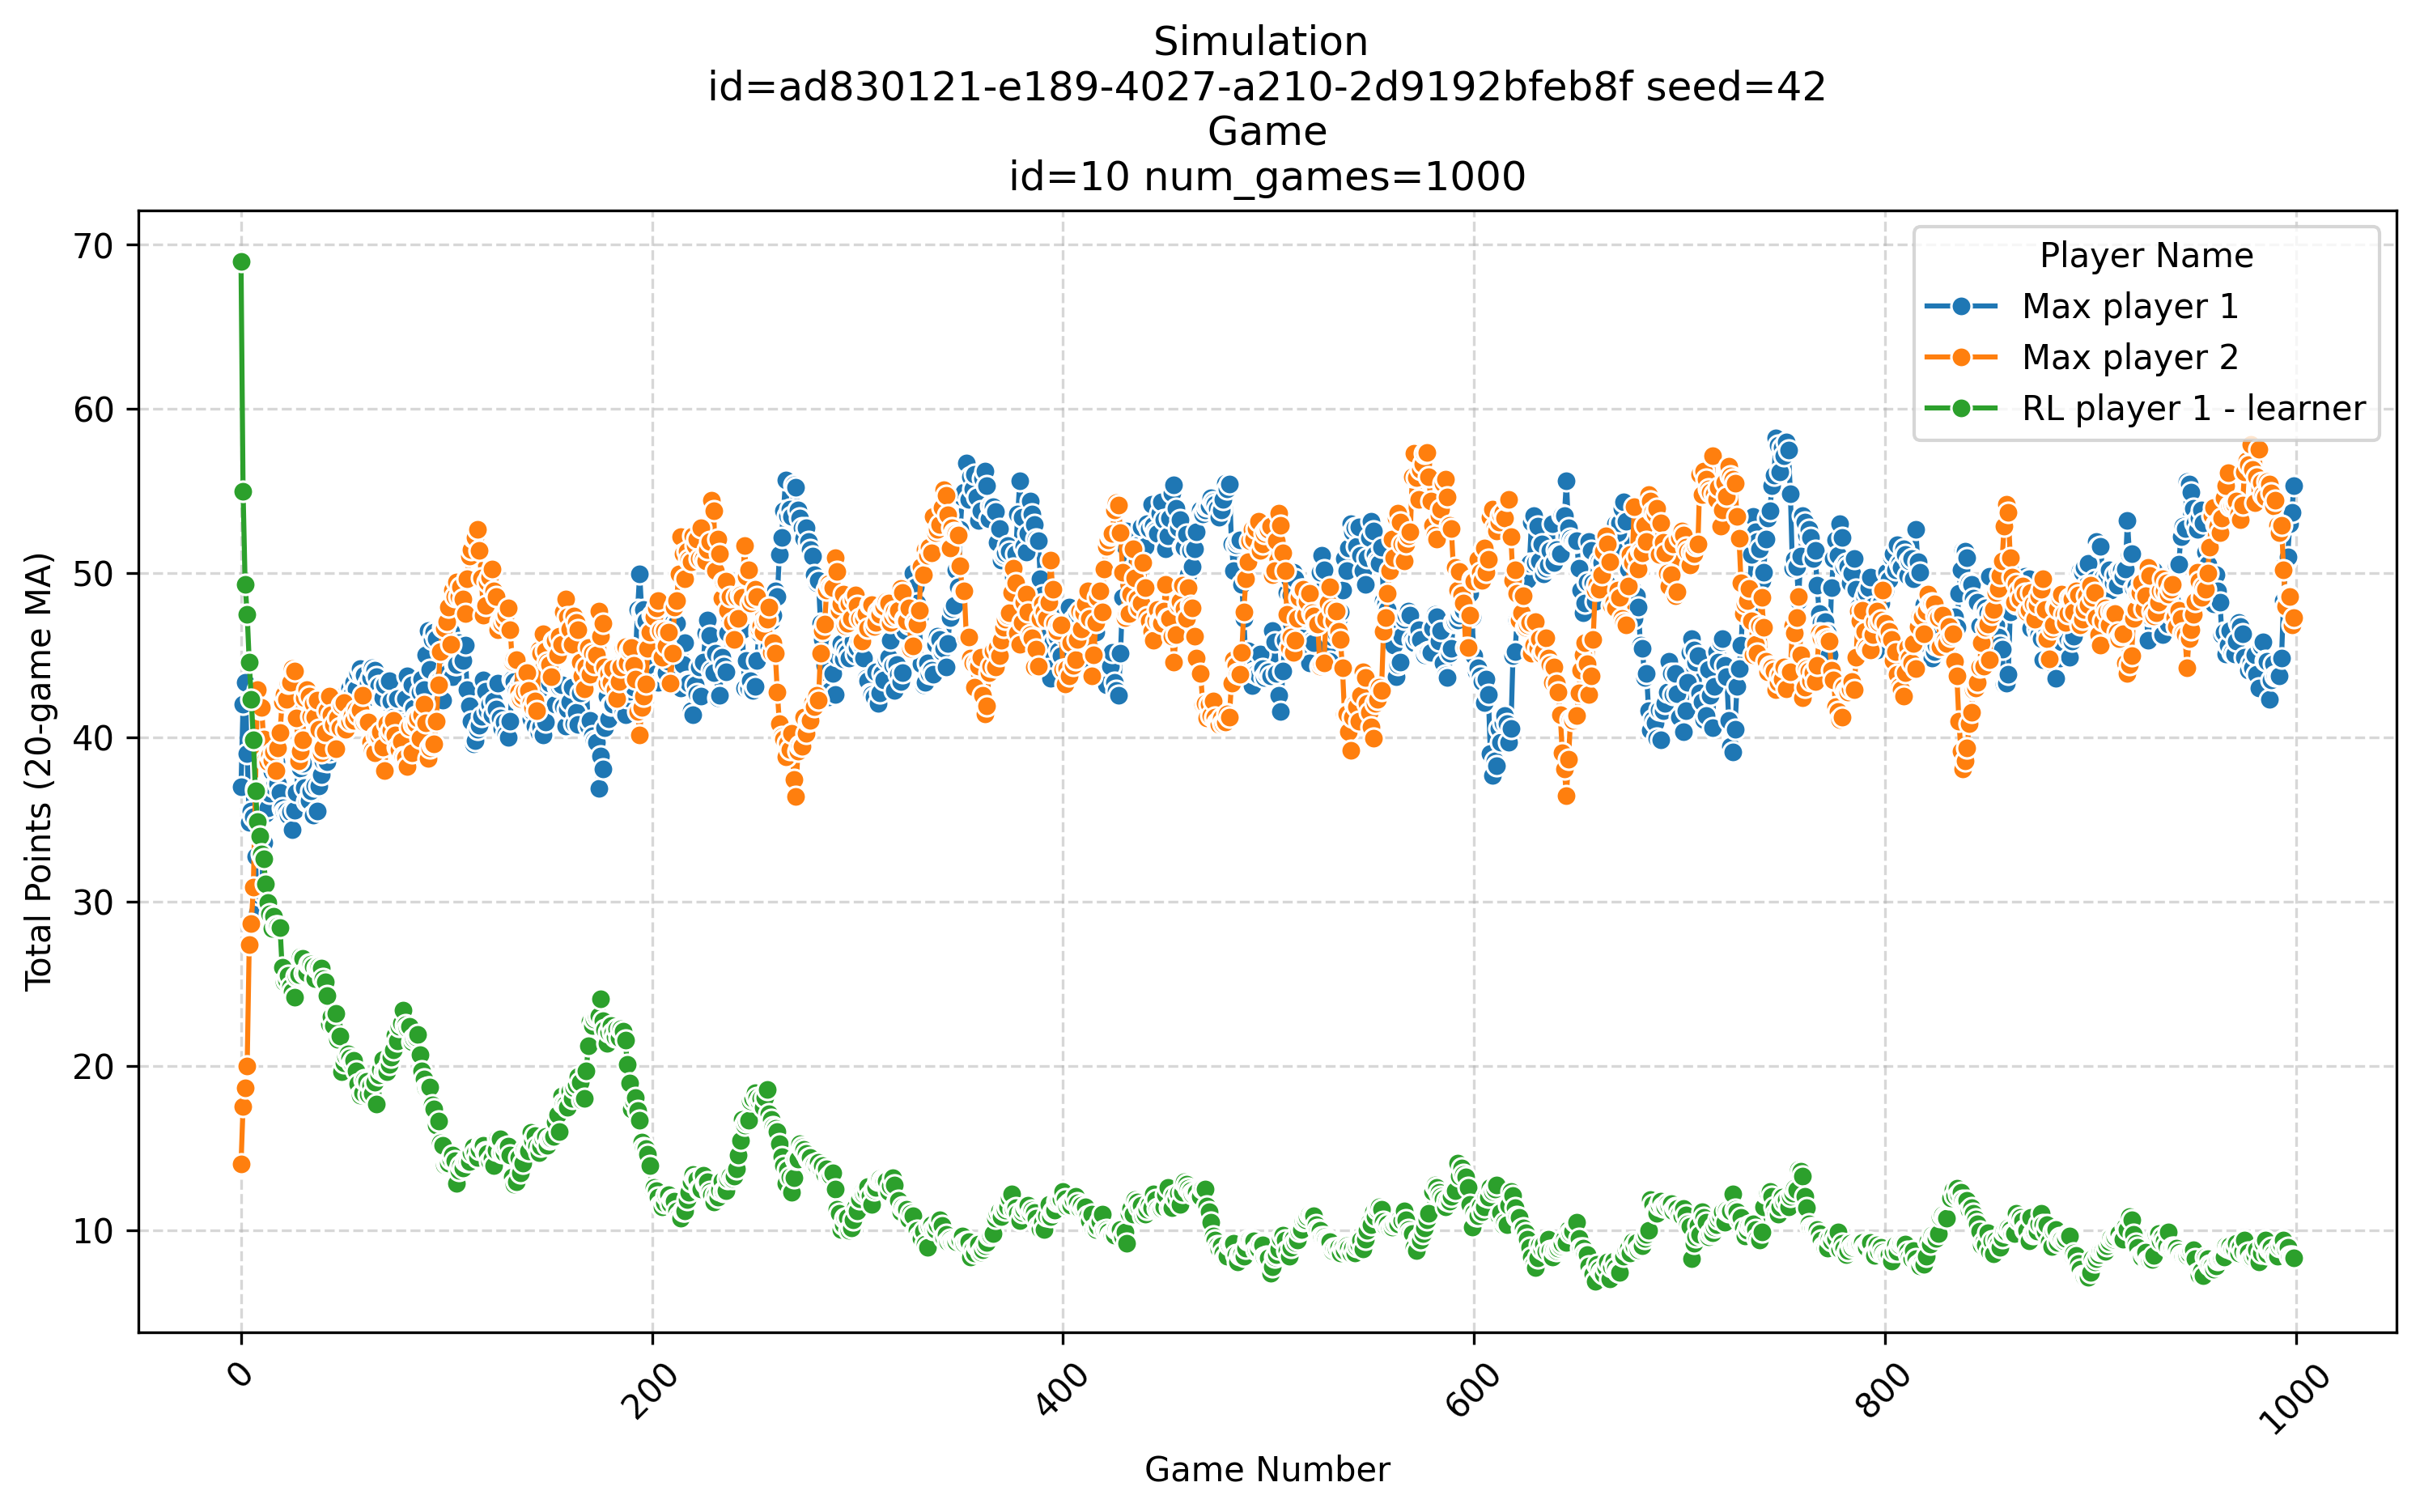 Simulation
id=ad830121-e189-4027-a210-2d9192bfeb8f seed=42
Game
id=10 num_games=1000
Total Points (20-game MA)
70
60
50
40
30
20
10
Player Name
Max player 1
Max player 2
RL player 1 - learner
0
200
400
600
800
1000
Game Number